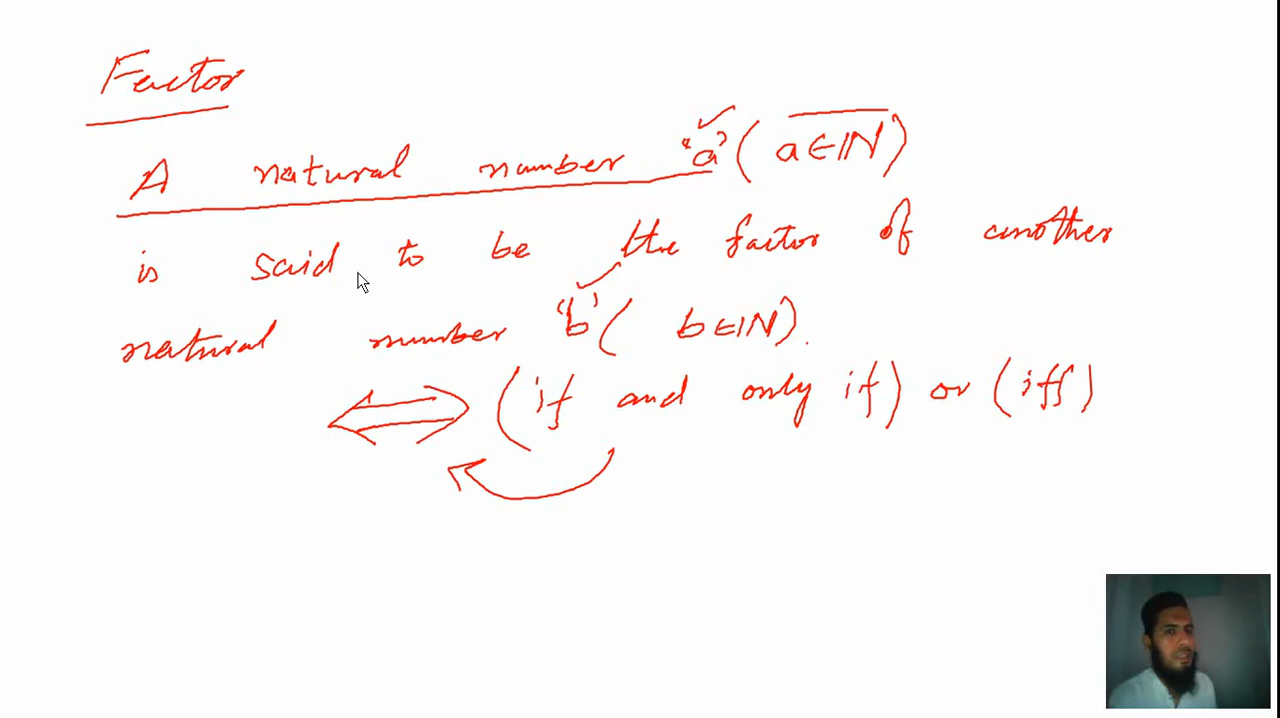 Factor
A natural number "a" ( a∈ℕ)
is said to be the factor of another
natural number 'b' ( b∈ℕ).
⟺ (if and only if) or (iff)